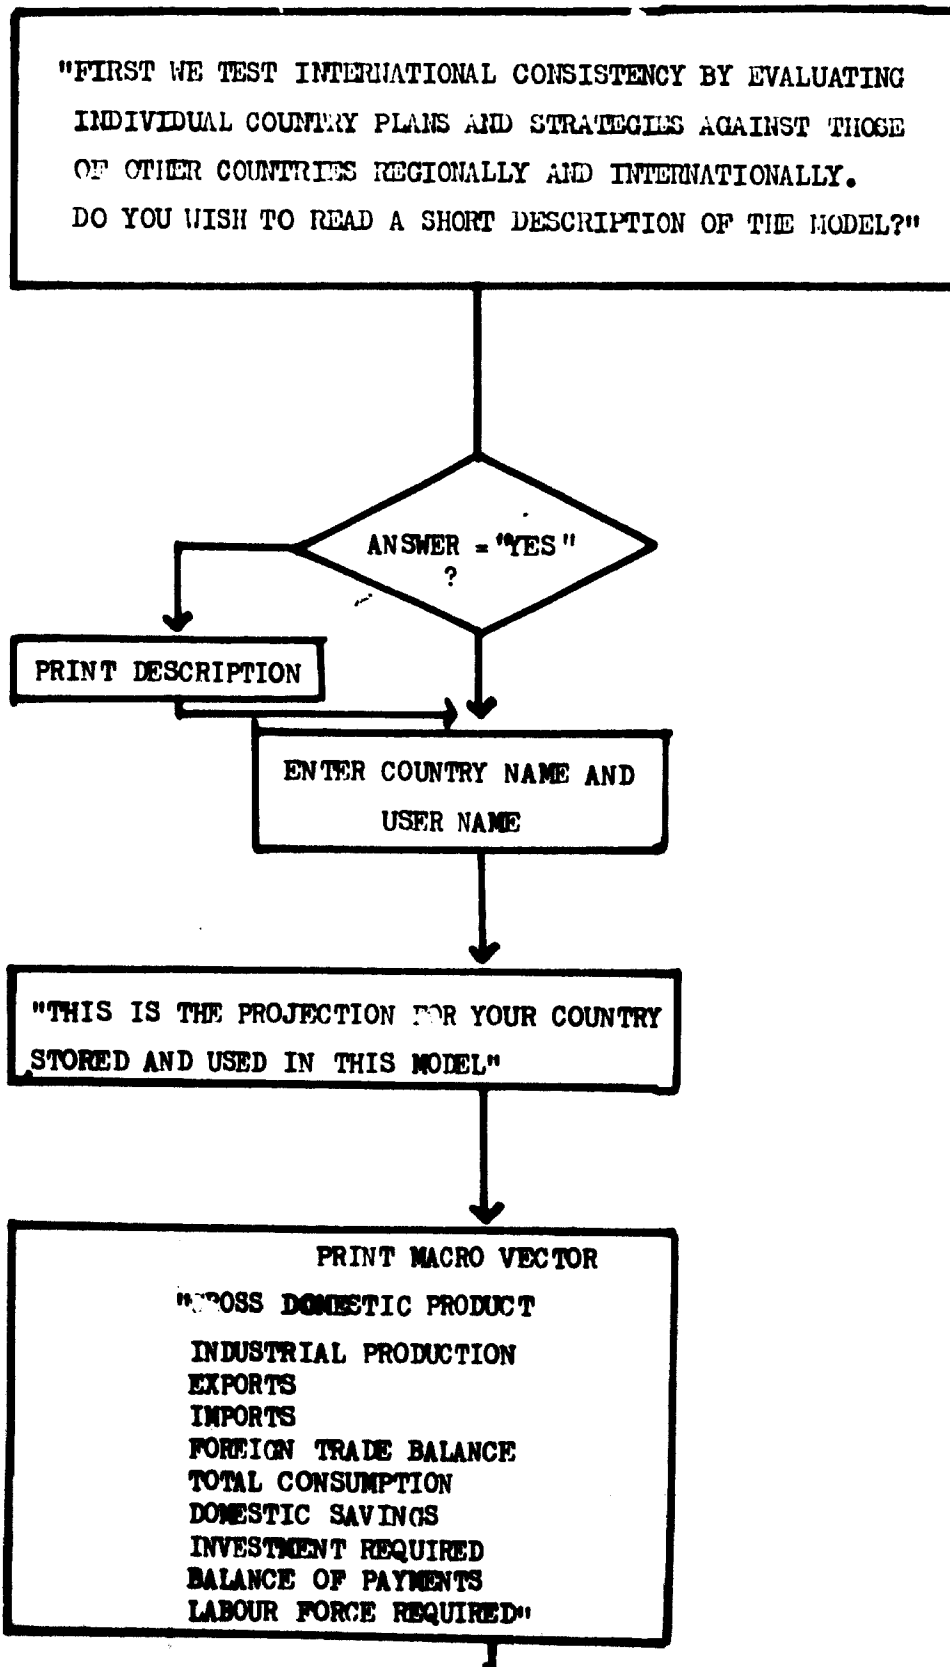 "FIRST WE TEST INTERNATIONAL CONSISTENCY BY EVALUATING
INDIVIDUAL COUNTRY PLANS AND STRATEGIES AGAINST THOSE
OF OTHER COUNTRIES REGIONALLY AND INTERNATIONALLY.
DO YOU WISH TO READ A SHORT DESCRIPTION OF THE MODEL?"
ANSWER = "YES"
?
PRINT DESCRIPTION
ENTER COUNTRY NAME AND
USER NAME
"THIS IS THE PROJECTION FOR YOUR COUNTRY
STORED AND USED IN THIS MODEL"
PRINT MACRO VECTOR
"GROSS DOMESTIC PRODUCT
INDUSTRIAL PRODUCTION
EXPORTS
IMPORTS
FOREIGN TRADE BALANCE
TOTAL CONSUMPTION
DOMESTIC SAVINGS
INVESTMENT REQUIRED
BALANCE OF PAYMENTS
LABOUR FORCE REQUIRED"